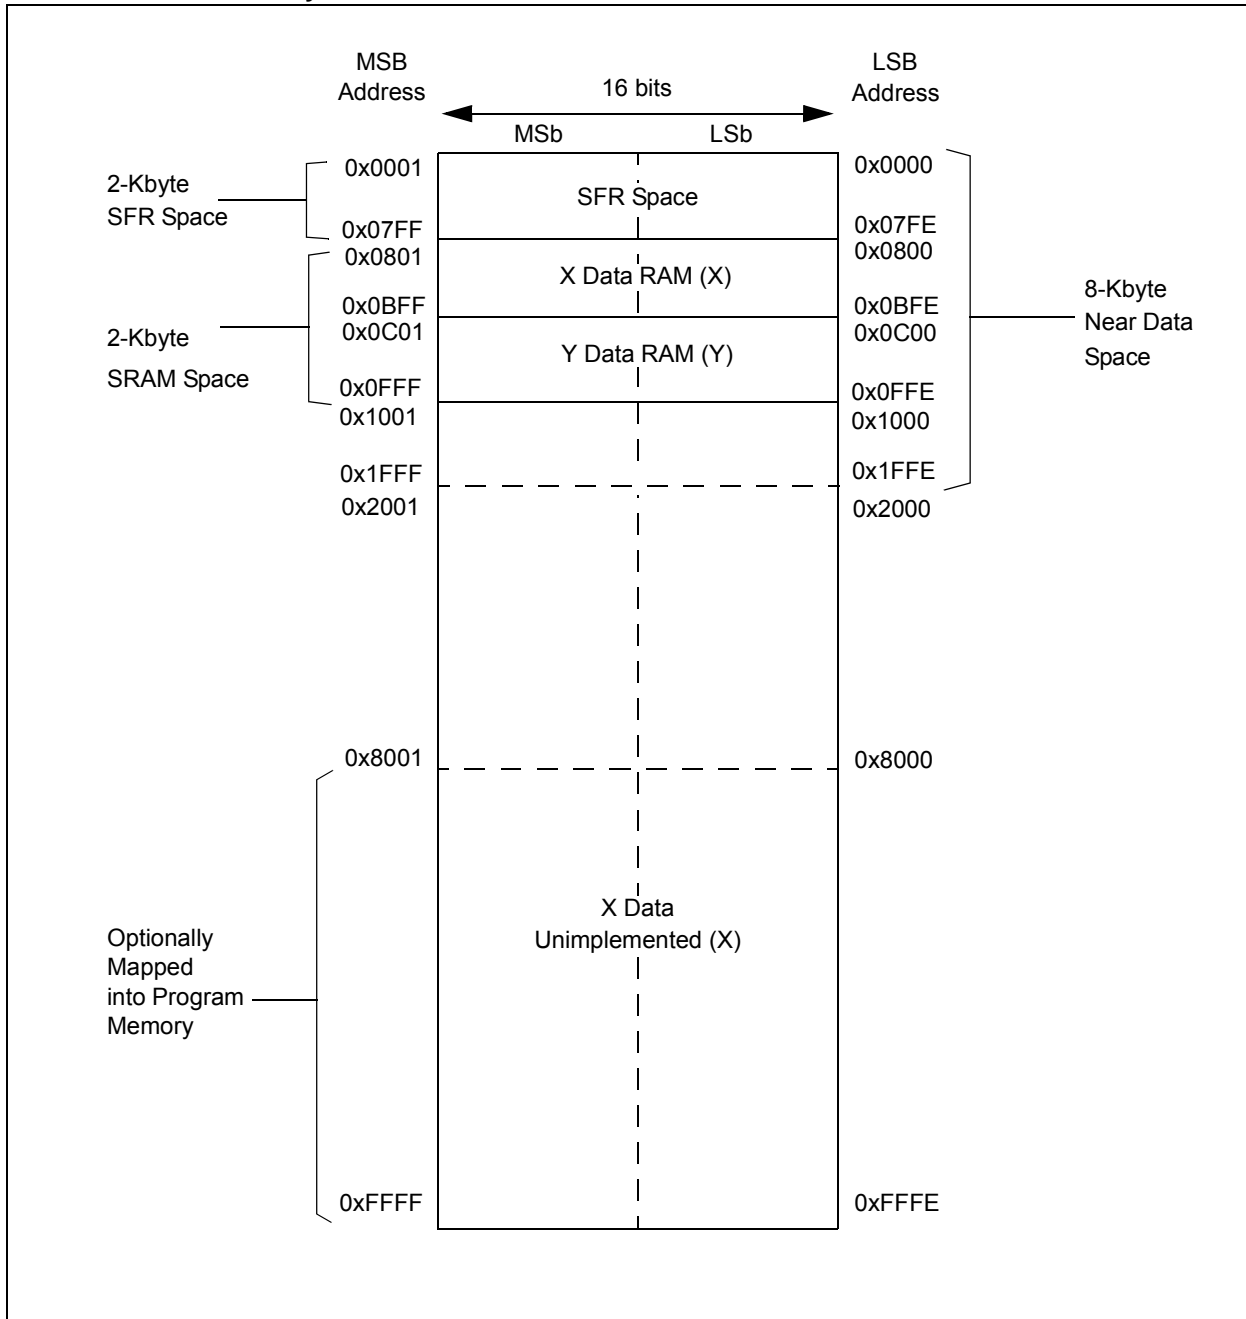 MSB
Address
16 bits
LSB
Address
MSb
LSb
0x0001
0x0000
2-Kbyte
SFR Space
SFR Space
0x07FF
0x07FE
0x0801
0x0800
X Data RAM (X)
0x0BFF
0x0BFE
0x0C01
0x0C00
8-Kbyte
Near Data
Space
2-Kbyte
SRAM Space
Y Data RAM (Y)
0x0FFF
0x0FFE
0x1001
0x1000
0x1FFF
0x1FFE
0x2001
0x2000
0x8001
0x8000
X Data
Unimplemented (X)
Optionally
Mapped
into Program
Memory
0xFFFF
0xFFFE